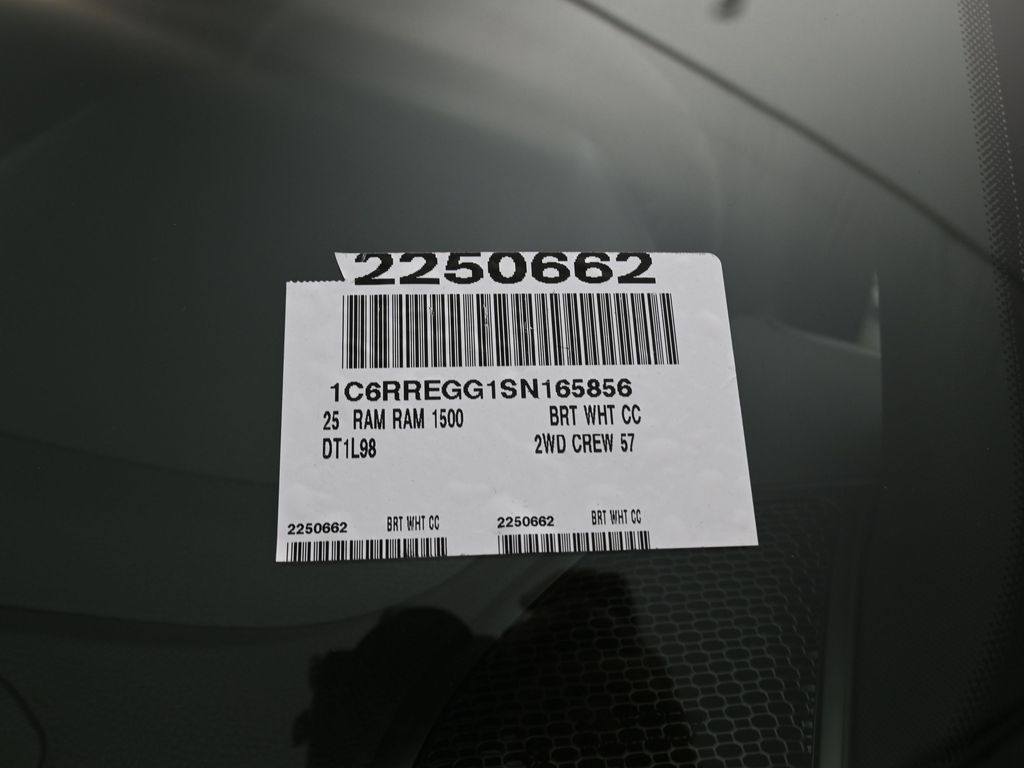 2250662
1C6RREGG1SN165856
25 RAM RAM 1500 BRT WHT CC
DT1L98 2WD CREW 57
2250662 BRT WHT CC 2250662 BRT WHT CC